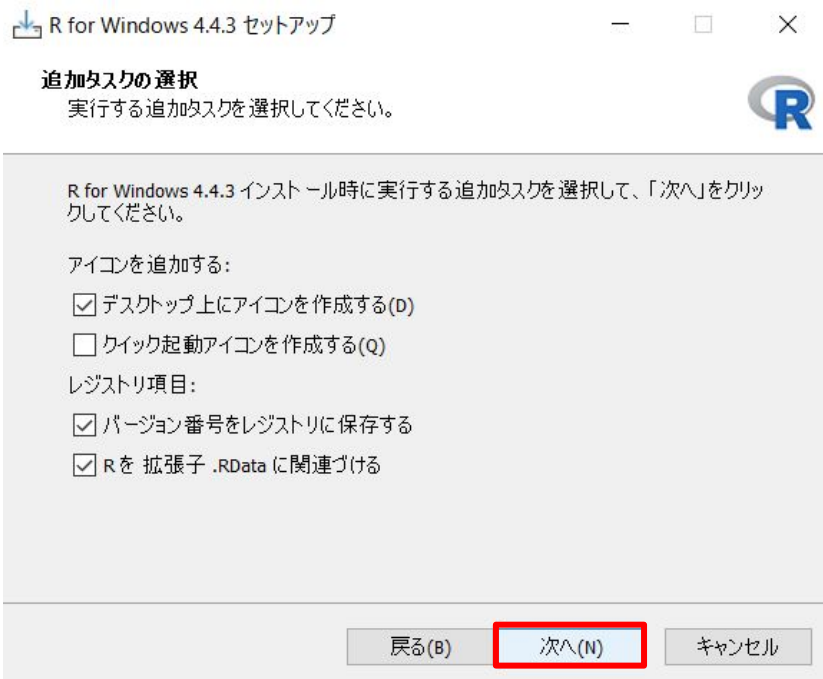 R for Windows 4.4.3 セットアップ
追加タスクの選択
実行する追加タスクを選択してください。
R
R for Windows 4.4.3 インストール時に実行する追加タスクを選択して、「次へ」をクリッ
クしてください。
アイコンを追加する:
デスクトップ上にアイコンを作成する(D)
クイック起動アイコンを作成する(Q)
レジストリ項目:
バージョン番号をレジストリに保存する
Rを 拡張子 .RData に関連づける
戻る(B) 次へ(N) キャンセル